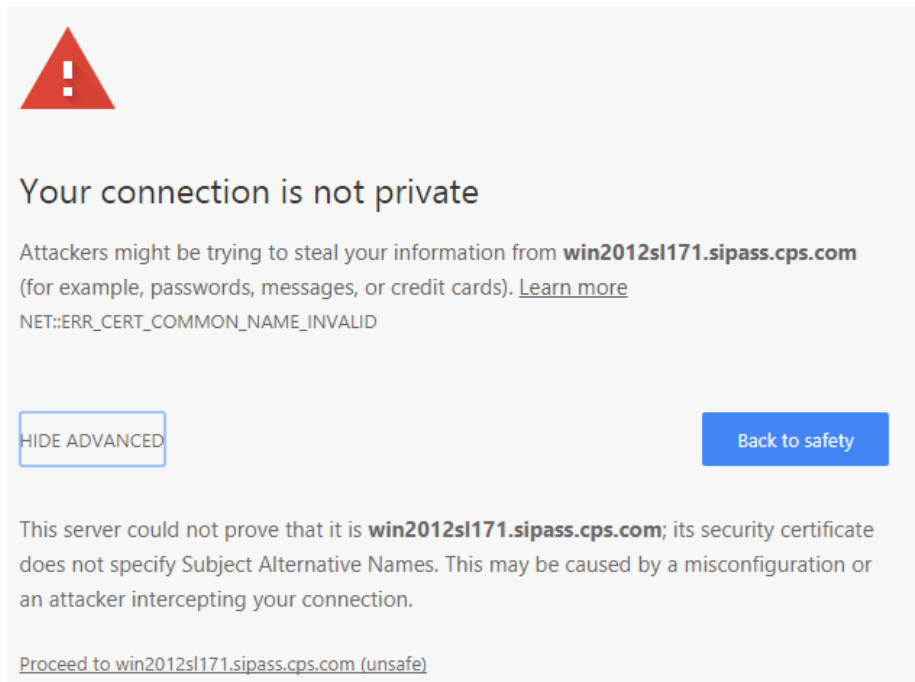 Your connection is not private
Attackers might be trying to steal your information from win2012sl171.sipass.cps.com
(for example, passwords, messages, or credit cards). Learn more
NET::ERR_CERT_COMMON_NAME_INVALID
HIDE ADVANCED
Back to safety
This server could not prove that it is win2012sl171.sipass.cps.com; its security certificate
does not specify Subject Alternative Names. This may be caused by a misconfiguration or
an attacker intercepting your connection.
Proceed to win2012sl171.sipass.cps.com (unsafe)